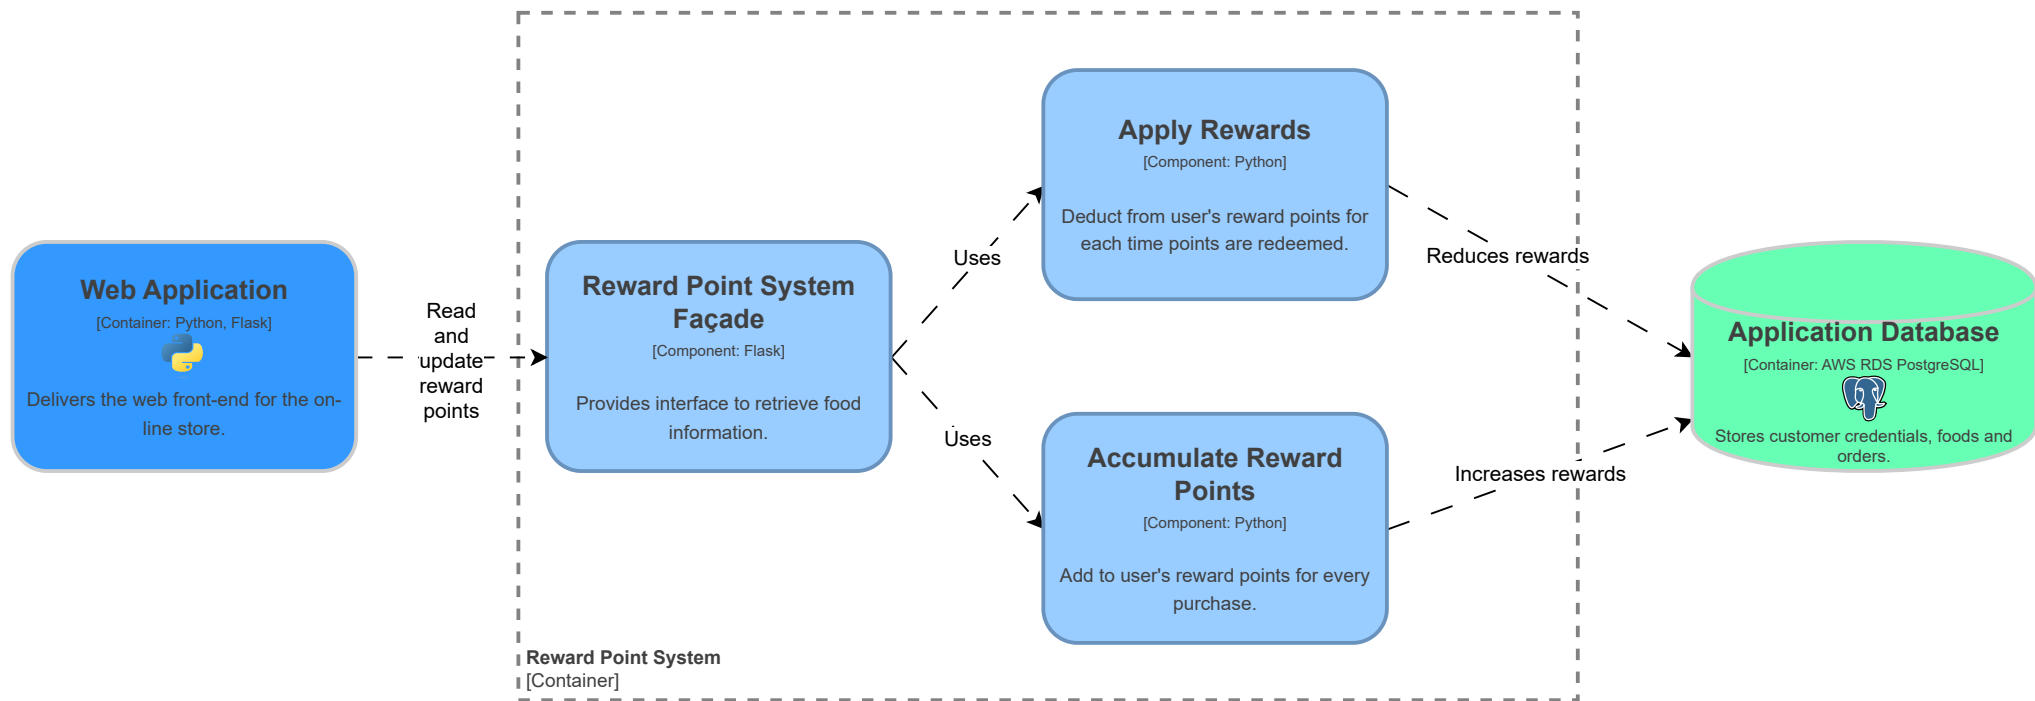 Web Application
[Container: Python, Flask]
Delivers the web front-end for the on-
line store.
Read
and
update
reward
points
Reward Point System
Façade
[Component: Flask]
Provides interface to retrieve food
information.
Uses
Uses
Apply Rewards
[Component: Python]
Deduct from user's reward points for
each time points are redeemed.
Accumulate Reward
Points
[Component: Python]
Add to user's reward points for every
purchase.
Reduces rewards
Increases rewards
Application Database
[Container: AWS RDS PostgreSQL]
Stores customer credentials, foods and
orders.
Reward Point System
[Container]